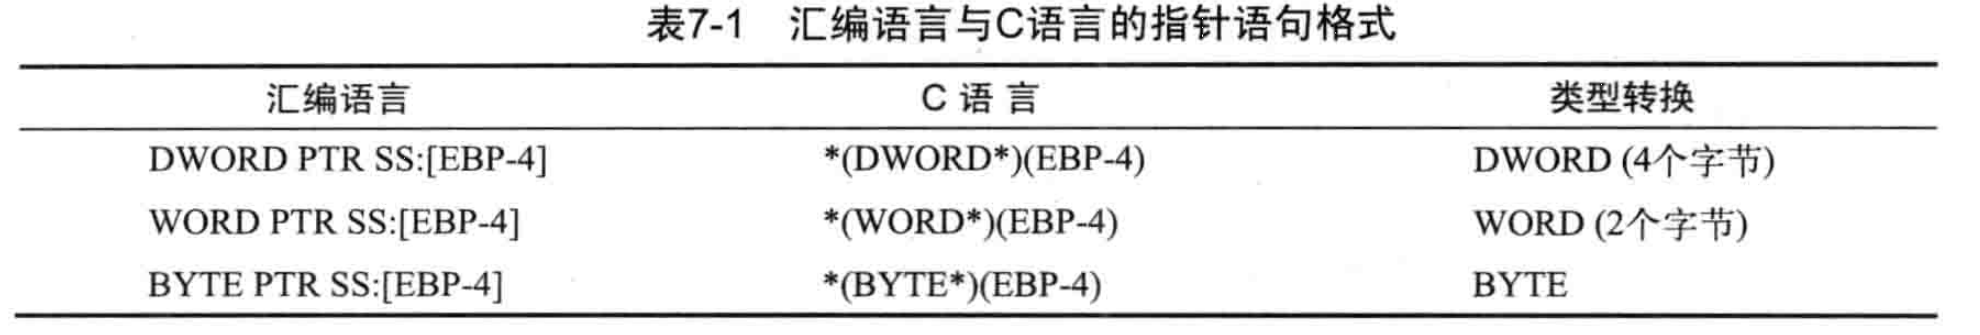 表7-1 汇编语言与C语言的指针语句格式
汇编语言 C 语 言 类型转换
DWORD PTR SS:[EBP-4] *(DWORD*)(EBP-4) DWORD (4个字节)
WORD PTR SS:[EBP-4] *(WORD*)(EBP-4) WORD (2个字节)
BYTE PTR SS:[EBP-4] *(BYTE*)(EBP-4) BYTE